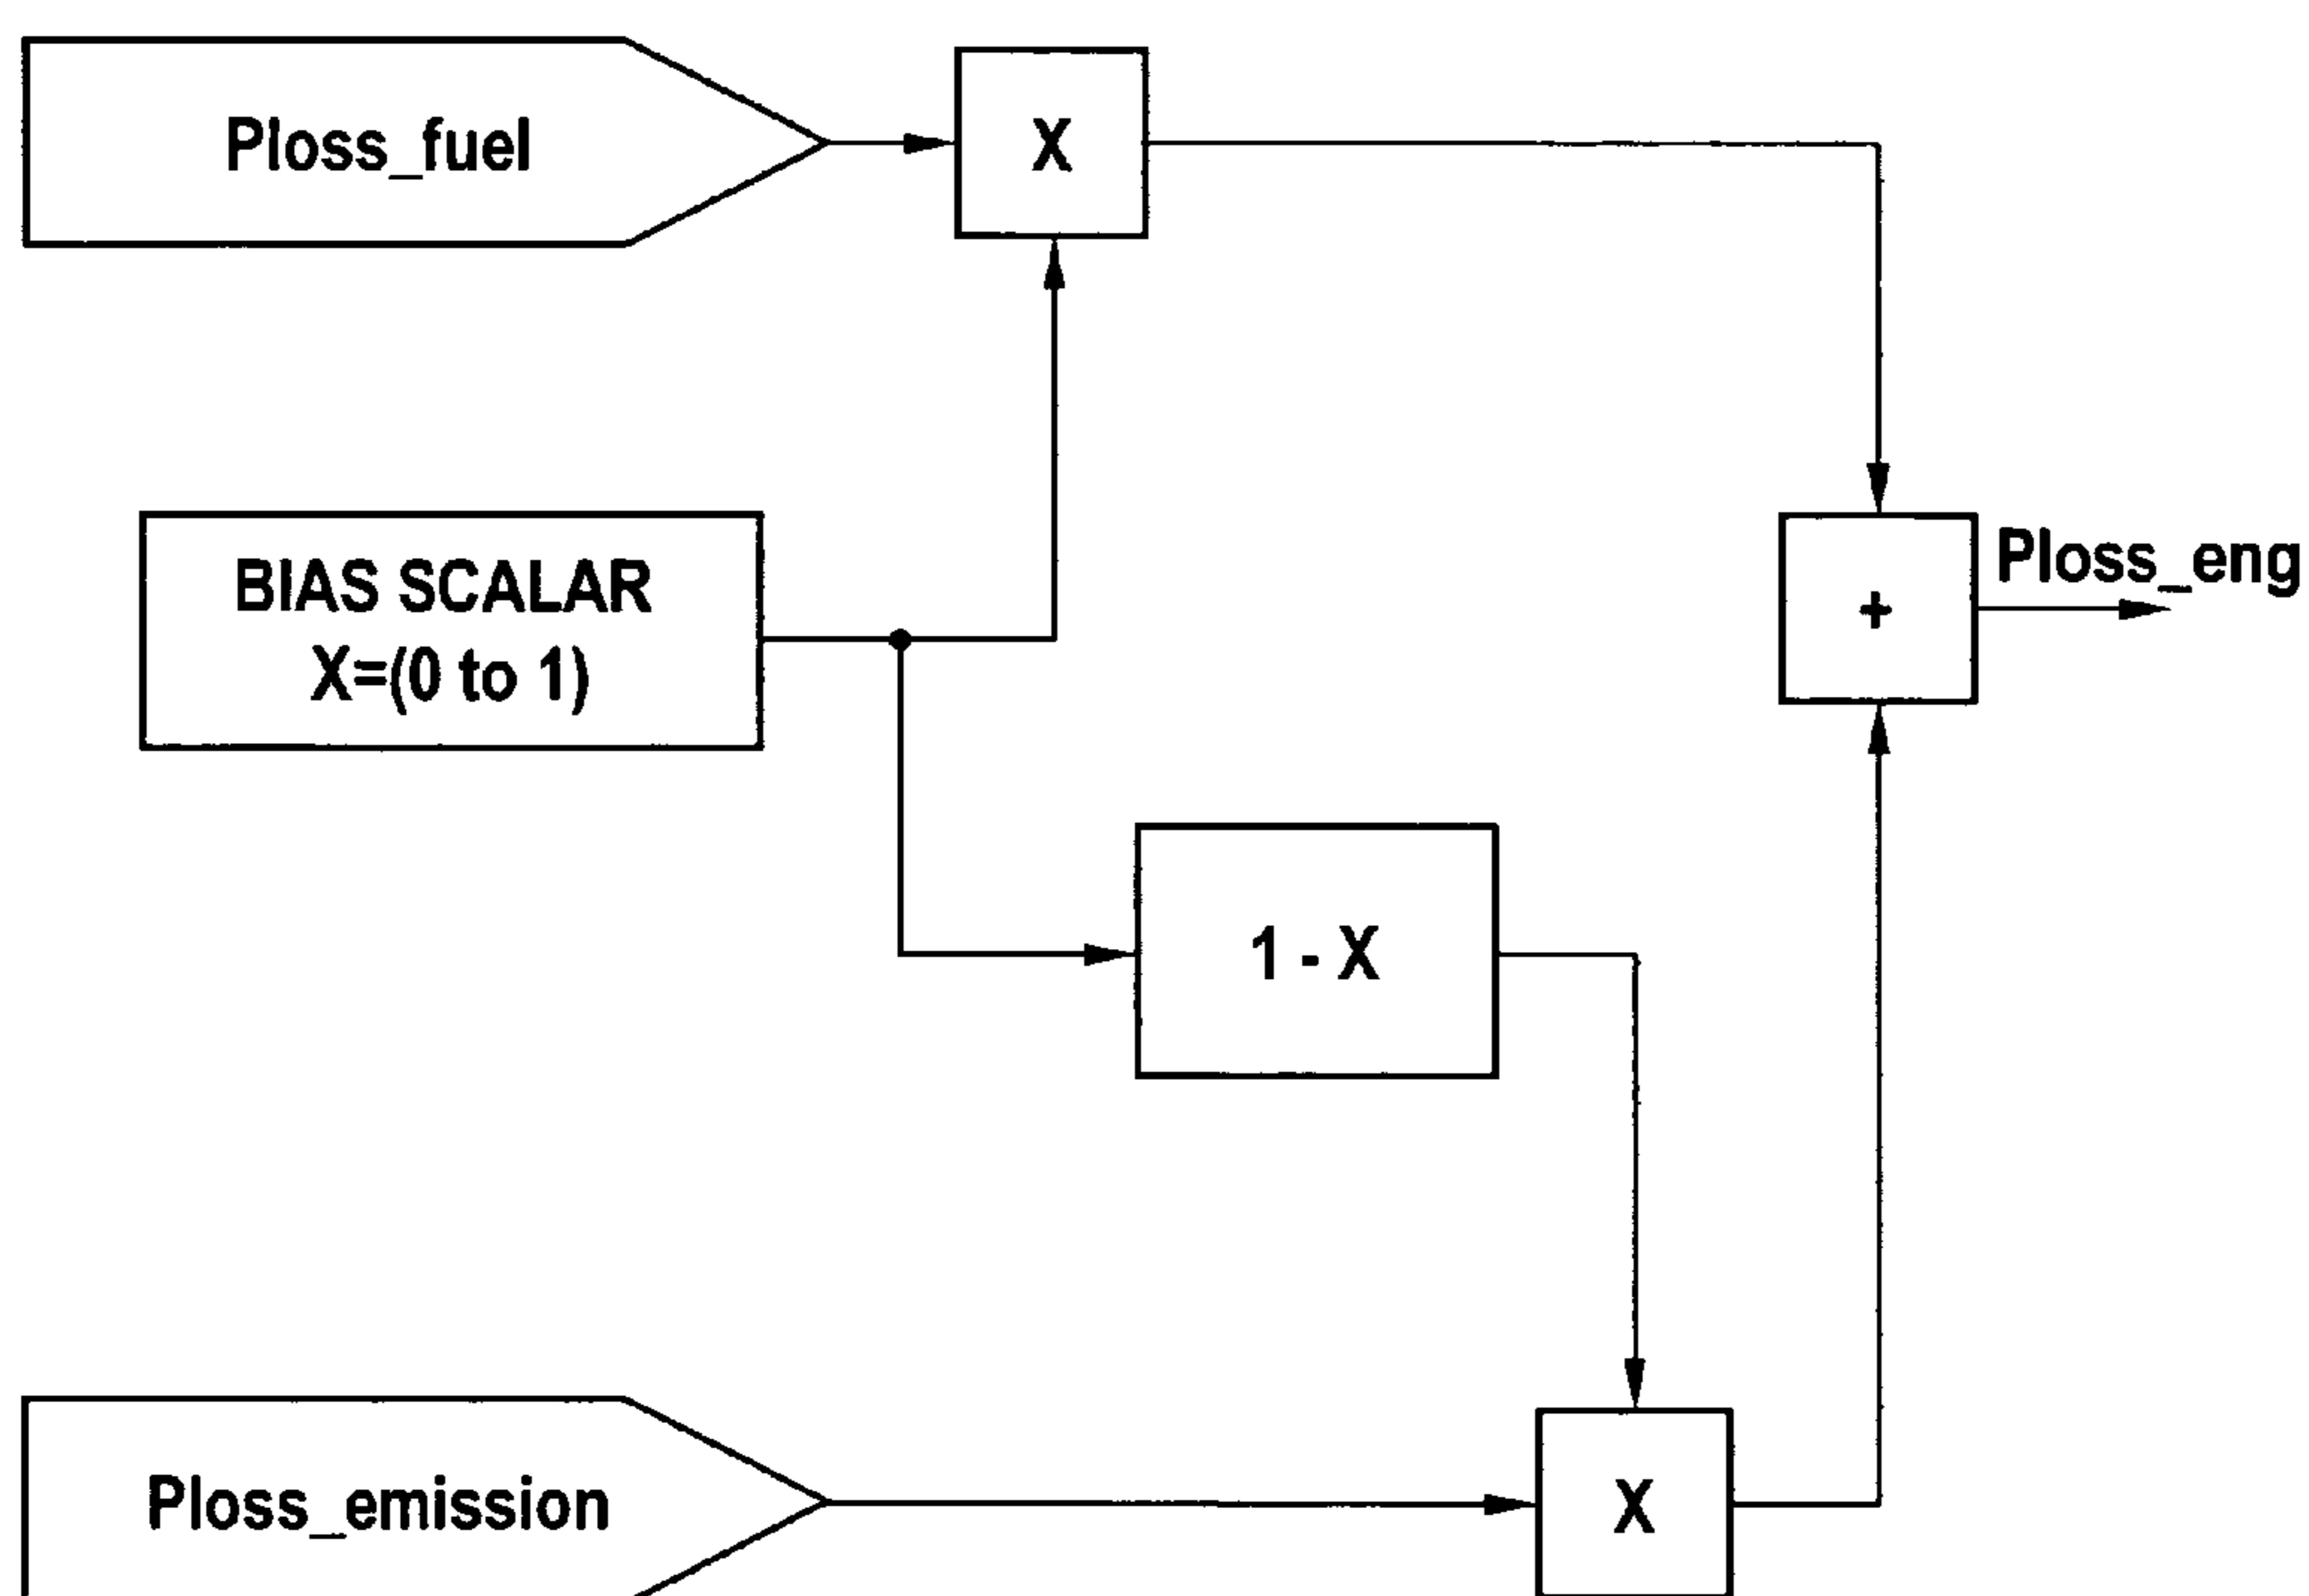 Ploss_fuel
X
BIAS SCALAR
X=(0 to 1)
+
Ploss_eng
1 - X
Ploss_emission
X